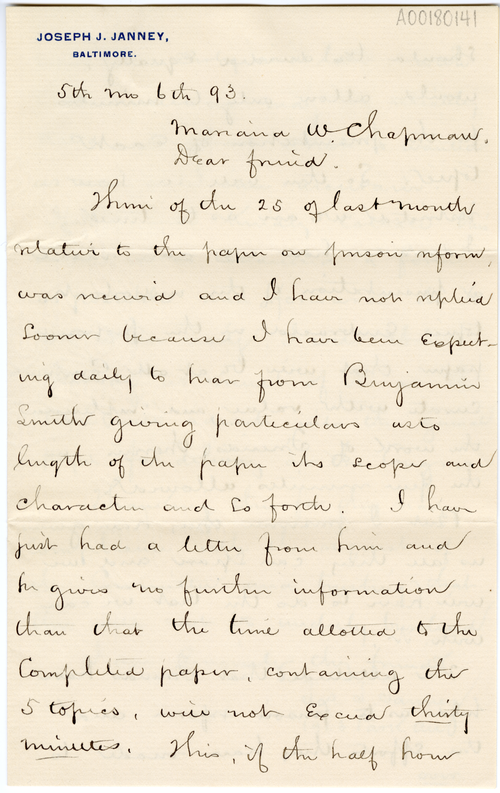 A00180141
JOSEPH J. JANNEY,
BALTIMORE.
5th mo 6th 93.
Mariana W. Chapman.
Dear friend.
Thine of the 25 of last month
relative to the paper on prison reform,
was received and I have not replied
sooner because I have been expect-
ing daily to hear from Benjamin
Smith giving particulars as to
length of the paper its scope and
character and so forth. I have
just had a letter from him and
he gives no further information
than that the time allotted to the
Completed paper, containing the
5 topics, will not exceed thirty
minutes. This, if the half hour